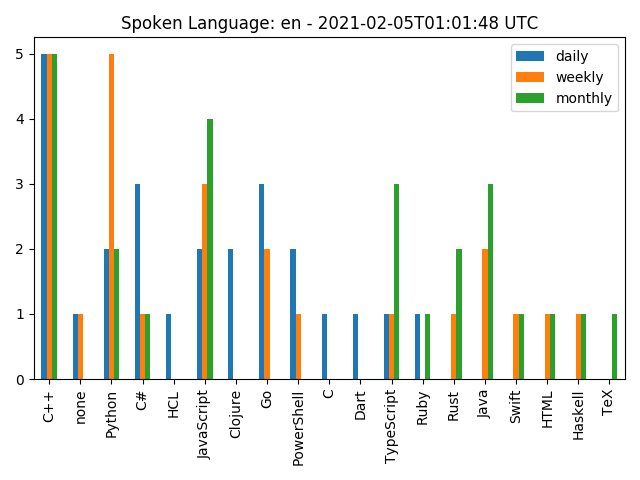 Spoken Language: en - 2021-02-05T01:01:48 UTC
daily
weekly
monthly
5
4
3
2
1
0
C++
none
Python
C#
HCL
JavaScript
Clojure
Go
PowerShell
C
Dart
TypeScript
Ruby
Rust
Java
Swift
HTML
Haskell
TeX